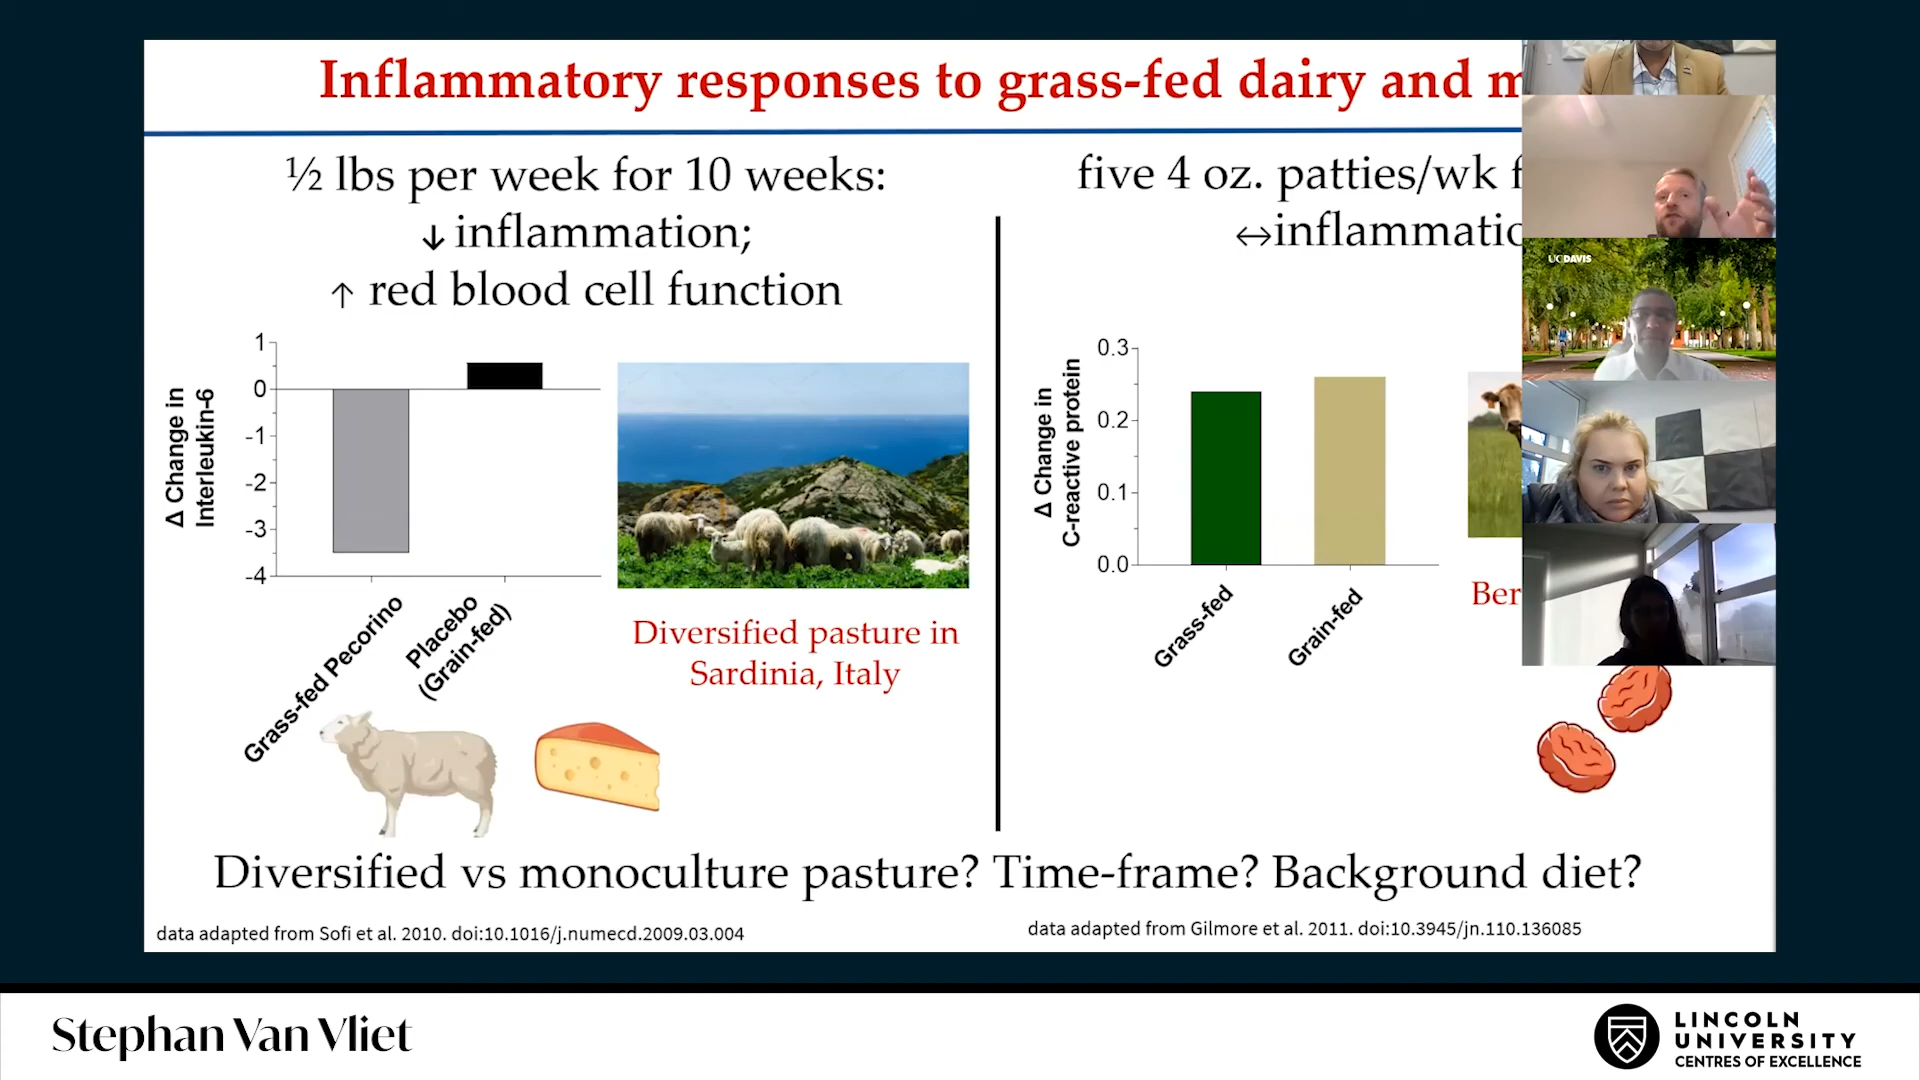 Inflammatory responses to grass-fed dairy and m
½ lbs per week for 10 weeks:
↓ inflammation;
↑ red blood cell function
Δ Change in
Interleukin-6
1
0
-1
-2
-3
-4
Grass-fed Pecorino
Placebo
(Grain-fed)
Diversified pasture in
Sardinia, Italy
five 4 oz. patties/wk f
↔inflammatio
Δ Change in
C-reactive protein
0.3
0.2
0.1
0.0
Grass-fed
Grain-fed
Ber
UCDAVIS
Diversified vs monoculture pasture? Time-frame? Background diet?
data adapted from Sofi et al. 2010. doi:10.1016/j.numecd.2009.03.004
data adapted from Gilmore et al. 2011. doi:10.3945/jn.110.136085
Stephan Van Vliet
LINCOLN
UNIVERSITY
CENTRES OF EXCELLENCE